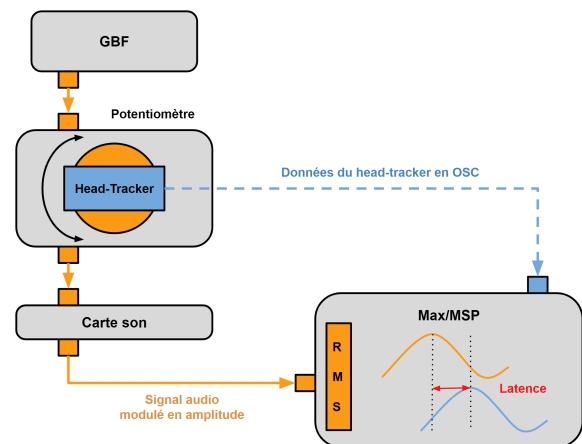 GBF
Potentiomètre
Head-Tracker
Données du head-tracker en OSC
Carte son
Max/MSP
R
M
S
Latence
Signal audio
modulé en amplitude